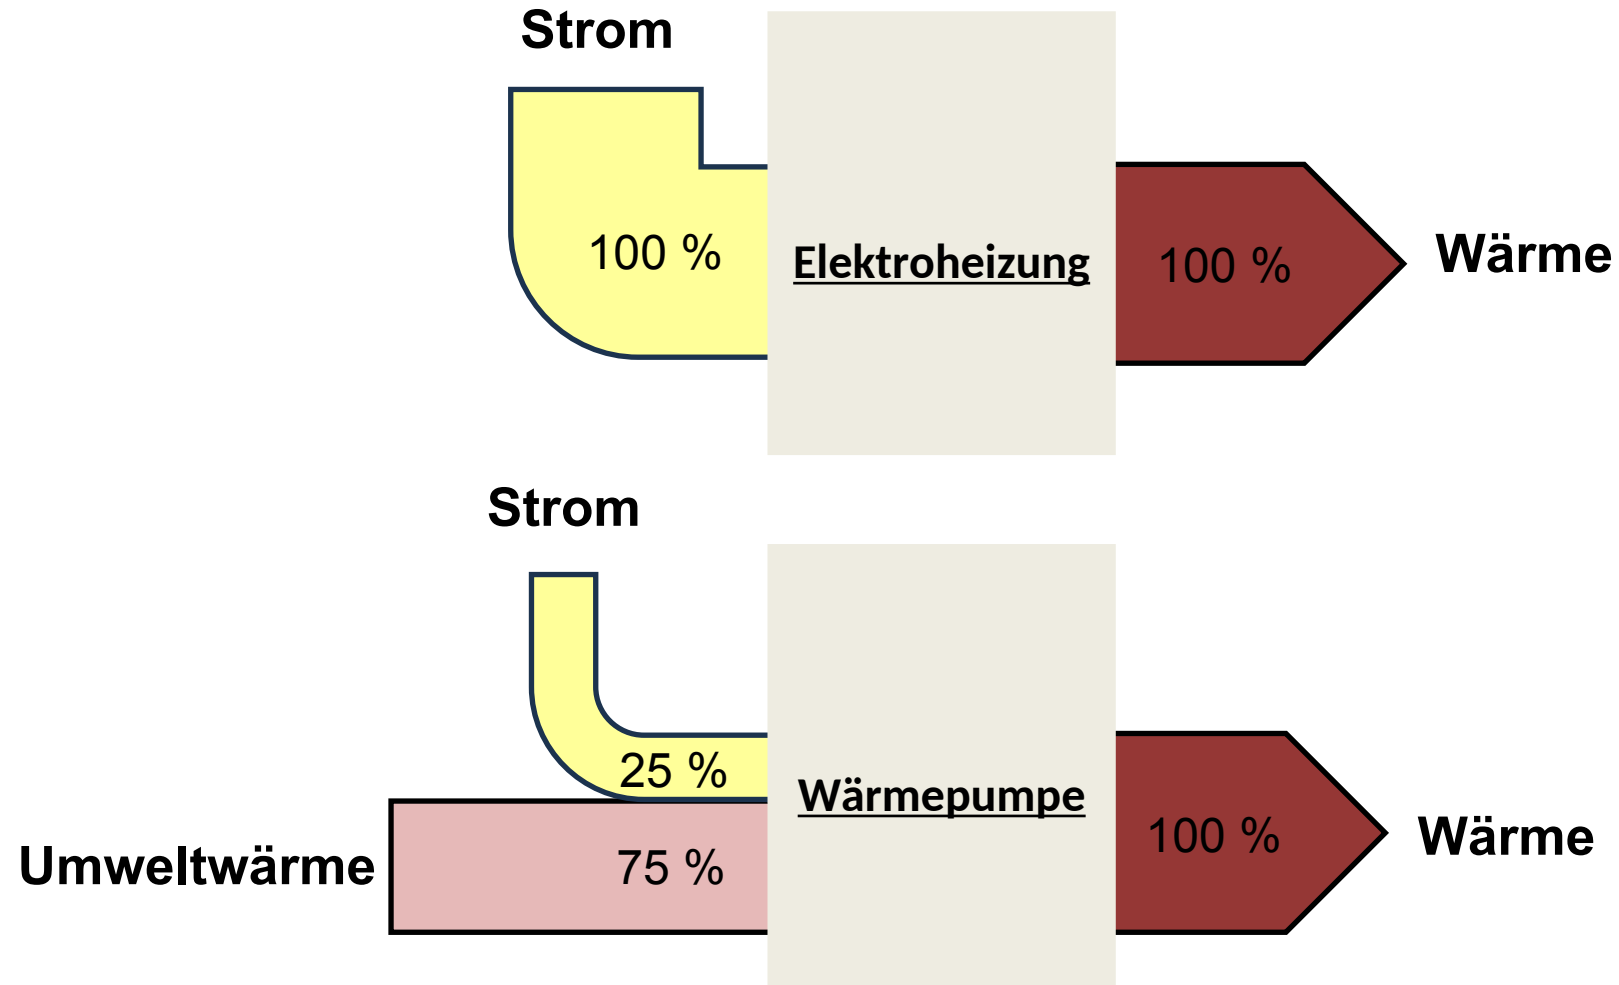 Strom
100 %
Elektroheizung
100 %
Wärme
Strom
25 %
Umweltwärme
75 %
Wärmepumpe
100 %
Wärme